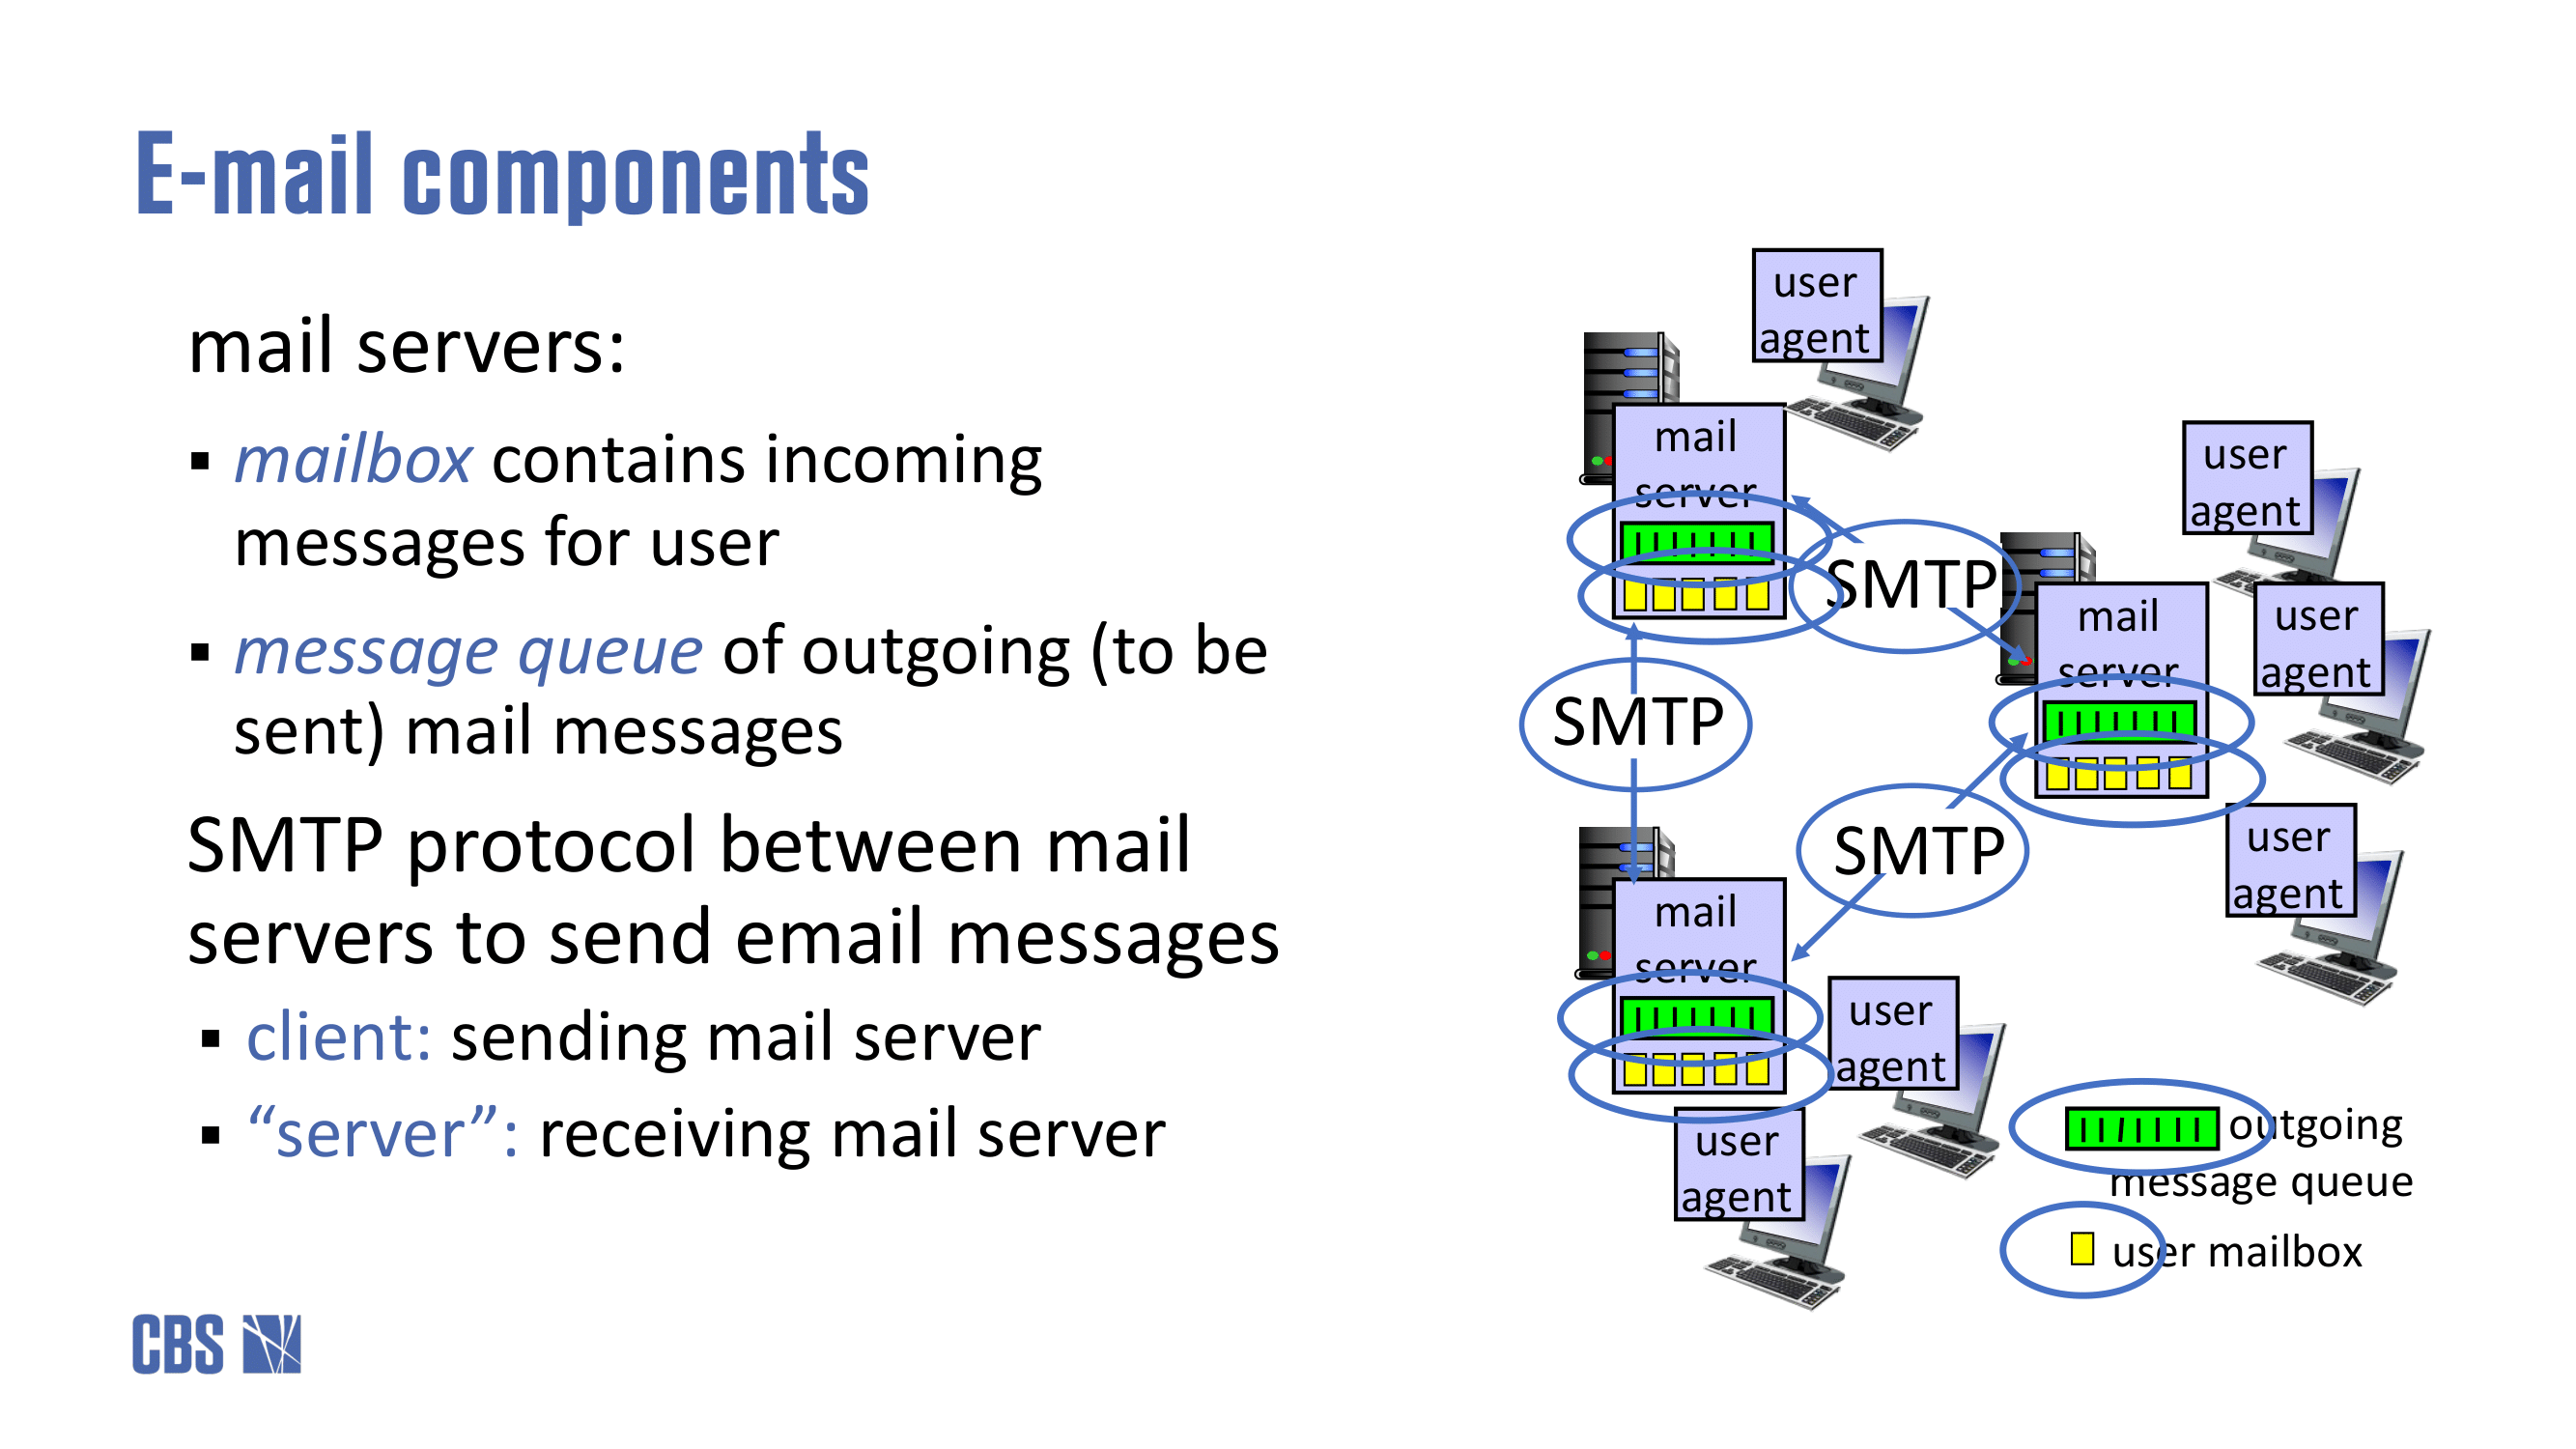 E-mail components
mail servers:
▪ mailbox contains incoming
messages for user
▪ message queue of outgoing (to be
sent) mail messages
SMTP protocol between mail
servers to send email messages
▪ client: sending mail server
▪ “server”: receiving mail server
user
agent
mail
server
user
agent
SMTP
mail
server
user
agent
SMTP
SMTP
user
agent
mail
server
user
agent
user
agent
outgoing
message queue
user mailbox
CBS